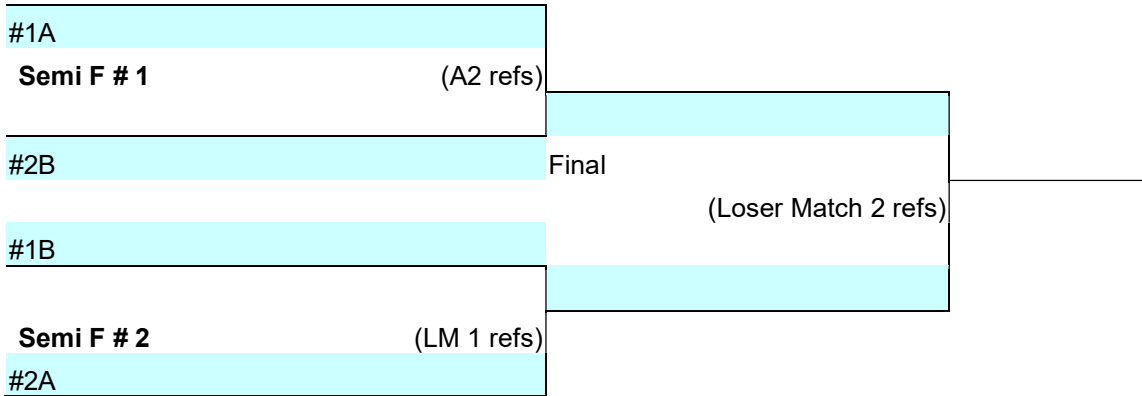 #1A
Semi F # 1 (A2 refs)
#2B Final
(Loser Match 2 refs)
#1B
Semi F # 2 (LM 1 refs)
#2A